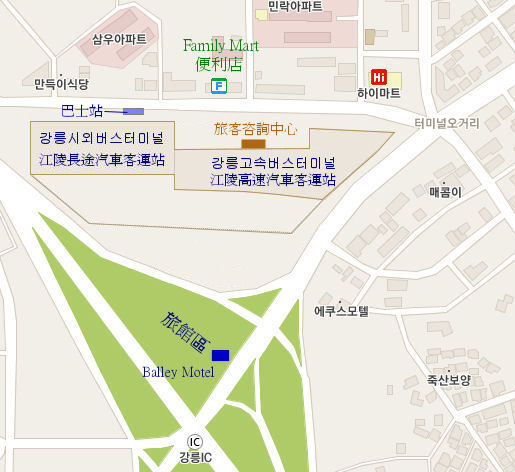 민락아파트
삼우아파트
Family Mart
便利店
만득이식당
F
Hi
하이마트
巴士站
旅客咨詢中心
터미널오거리
강릉시외버스터미널
江陵長途汽車客運站
강릉고속버스터미널
江陵高速汽車客運站
매콤이
에쿠스모텔
旅館區
Balley Motel
죽산보양
IC
강릉IC